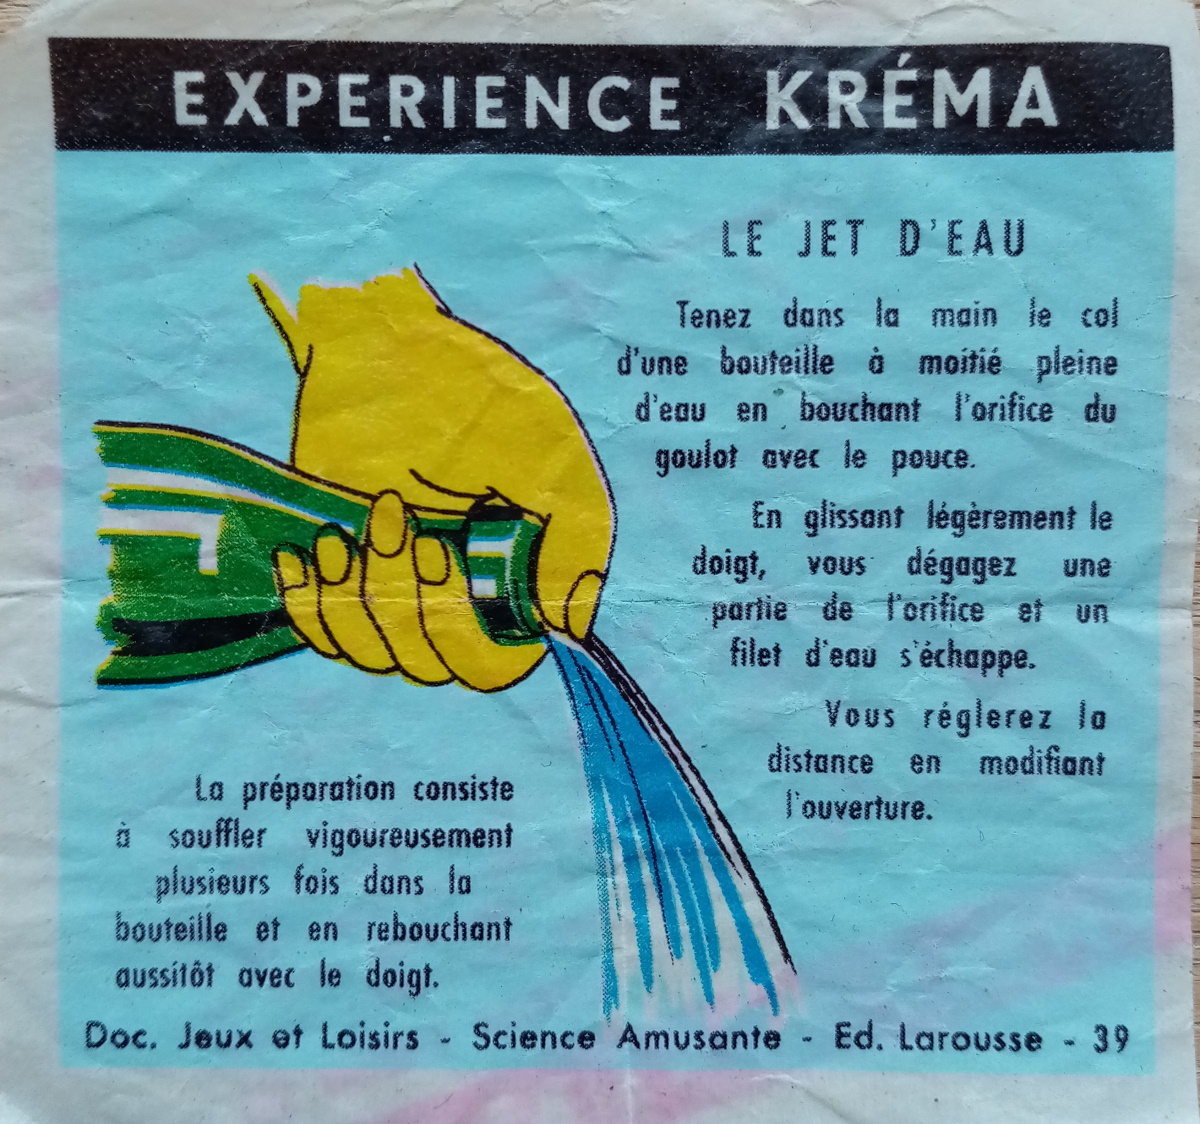 EXPERIENCE KRÉMA
LE JET D'EAU
Tenez dans la main le col
d'une bouteille à moitié pleine
d'eau en bouchant l'orifice du
goulot avec le pouce.
En glissant légèrement le
doigt, vous dégagez une
partie de l'orifice et un
filet d'eau s'échappe.
Vous réglerez la
distance en modifiant
l'ouverture.
La préparation consiste
à souffler vigoureusement
plusieurs fois dans la
bouteille et en rebouchant
aussitôt avec le doigt.
Doc. Jeux et Loisirs - Science Amusante - Ed. Larousse - 39